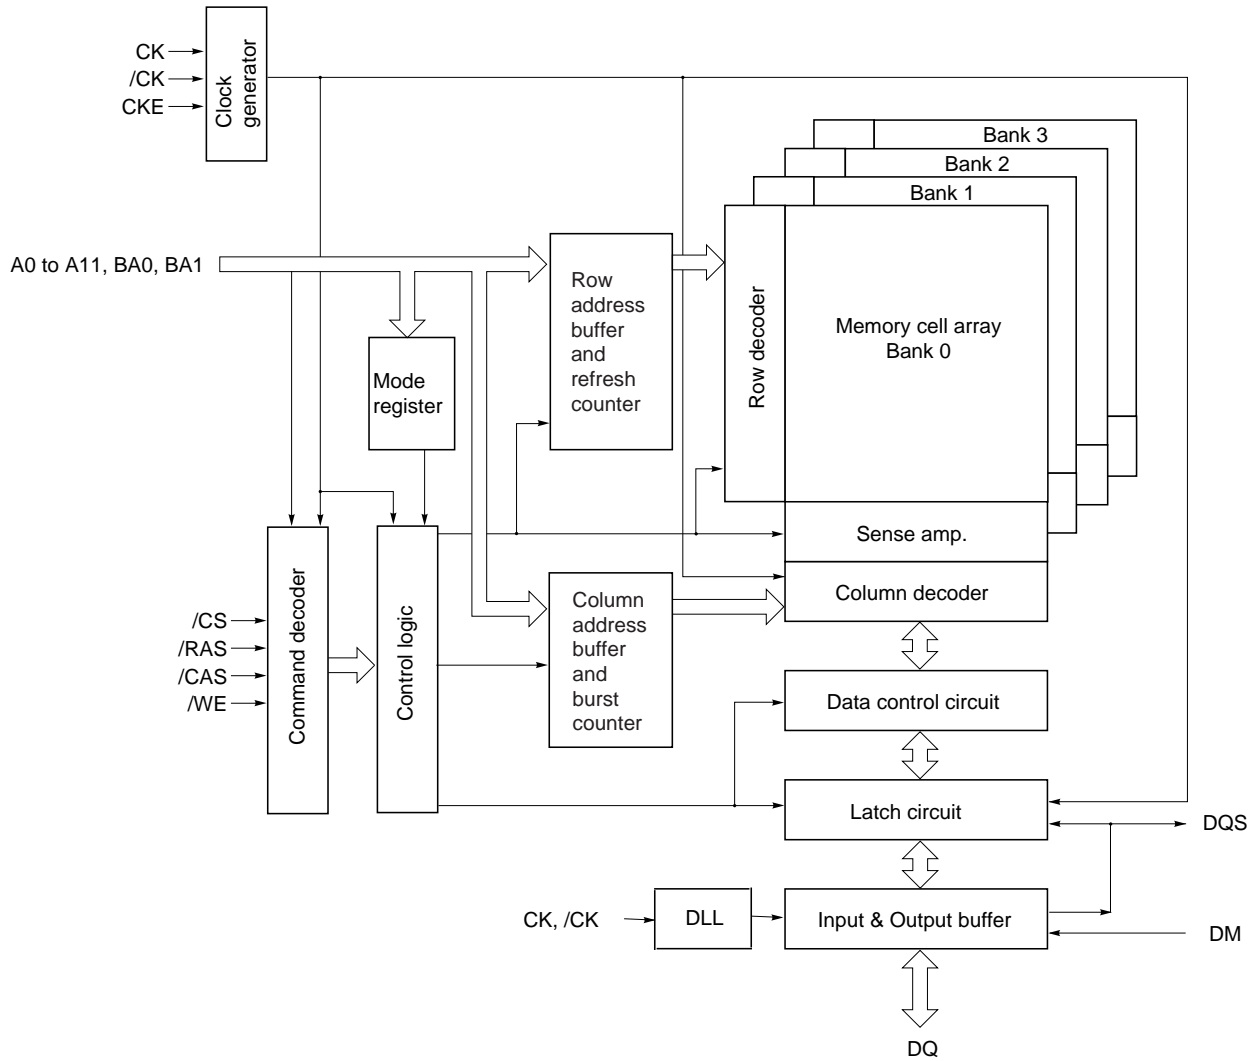 CK
/CK
CKE
Clock
generator
Bank 3
Bank 2
Bank 1
A0 to A11, BA0, BA1
Row
address
buffer
and
refresh
counter
Row decoder
Memory cell array
Bank 0
Mode
register
Sense amp.
Column decoder
/CS
/RAS
/CAS
/WE
Command decoder
Control logic
Column
address
buffer
and
burst
counter
Data control circuit
Latch circuit
DQS
CK, /CK
DLL
Input & Output buffer
DM
DQ